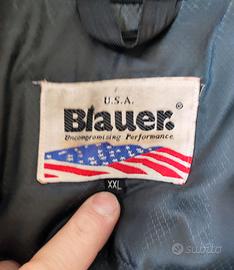 U.S.A.
Blauer.®
Uncompromising Performance.
XXL
subito